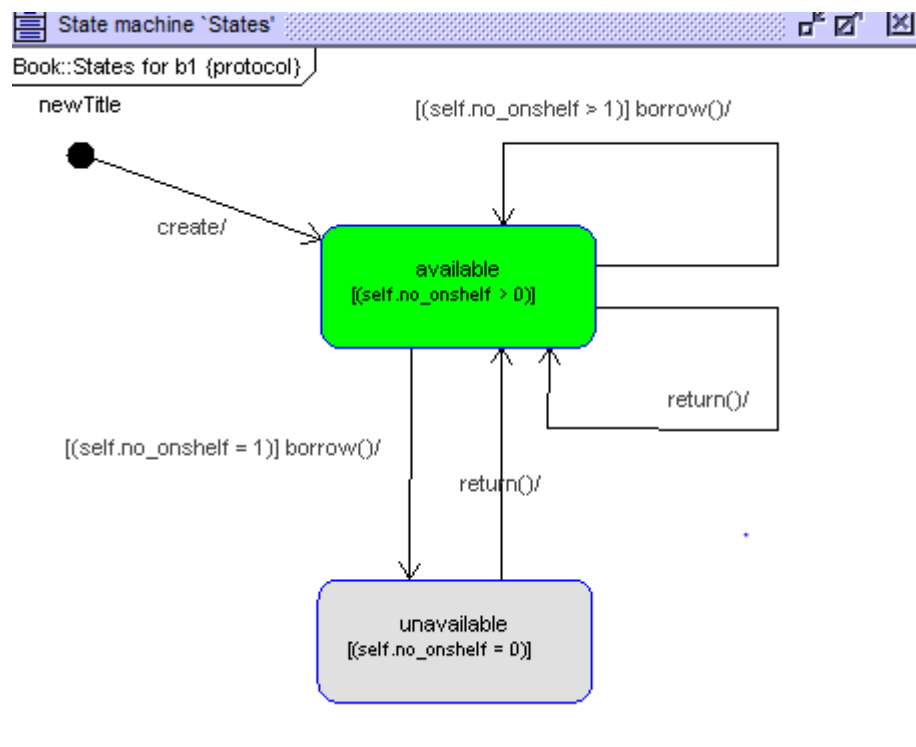 State machine `States'
Book::States for b1 {protocol}
newTitle
[(self.no_onshelf > 1)] borrow()/
create/
available
[(self.no_onshelf > 0)]
return()/
[(self.no_onshelf = 1)] borrow()/
return()/
unavailable
[(self.no_onshelf = 0)]